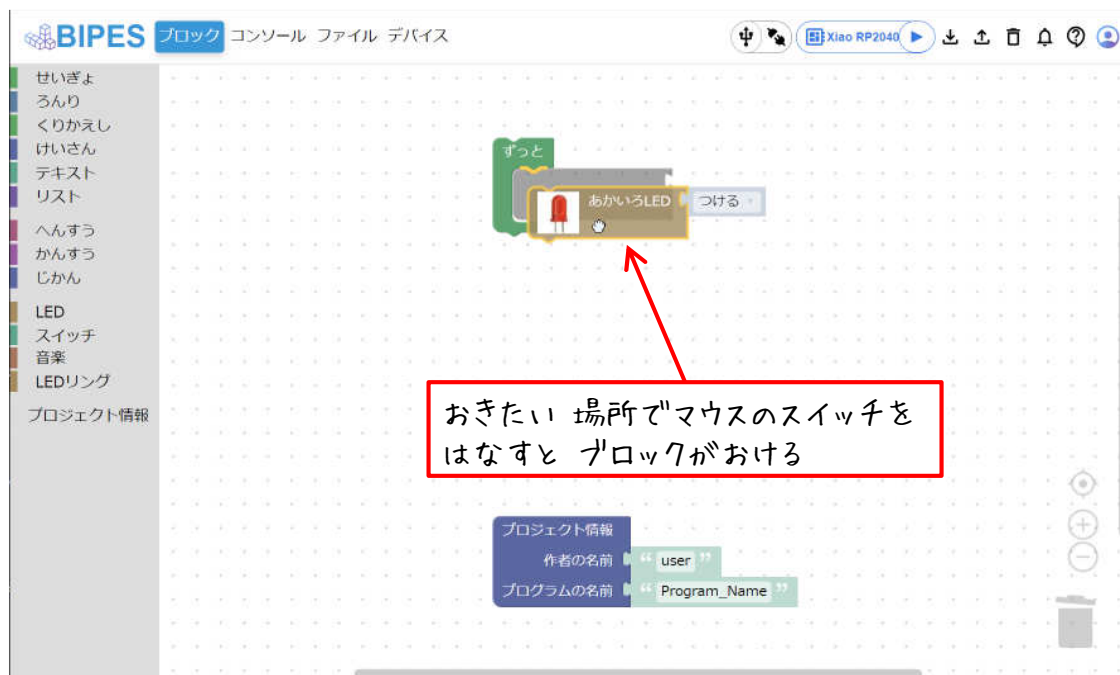 BIPES ブロック コンソール ファイル デバイス Xiao RP2040
せいぎょ
ろんり
くりかえし
けいさん
テキスト
リスト
へんすう
かんすう
じかん
LED
スイッチ
音楽
LEDリング
プロジェクト情報
ずっと
あかいろLED つける
おきたい 場所でマウスのスイッチを
はなすと ブロックがおける
プロジェクト情報
作者の名前 “ user ”
プログラムの名前 “ Program_Name ”